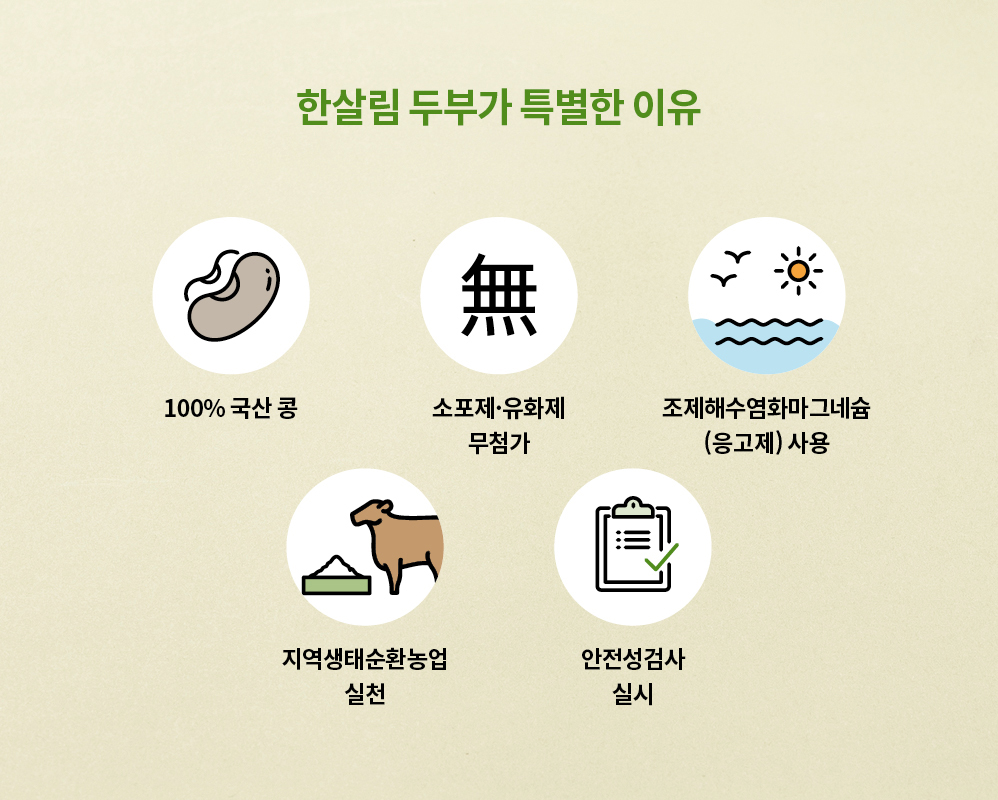 한살림 두부가 특별한 이유
無
100% 국산 콩
소포제·유화제
무첨가
조제해수염화마그네슘
(응고제) 사용
지역생태순환농업
실천
안전성검사
실시